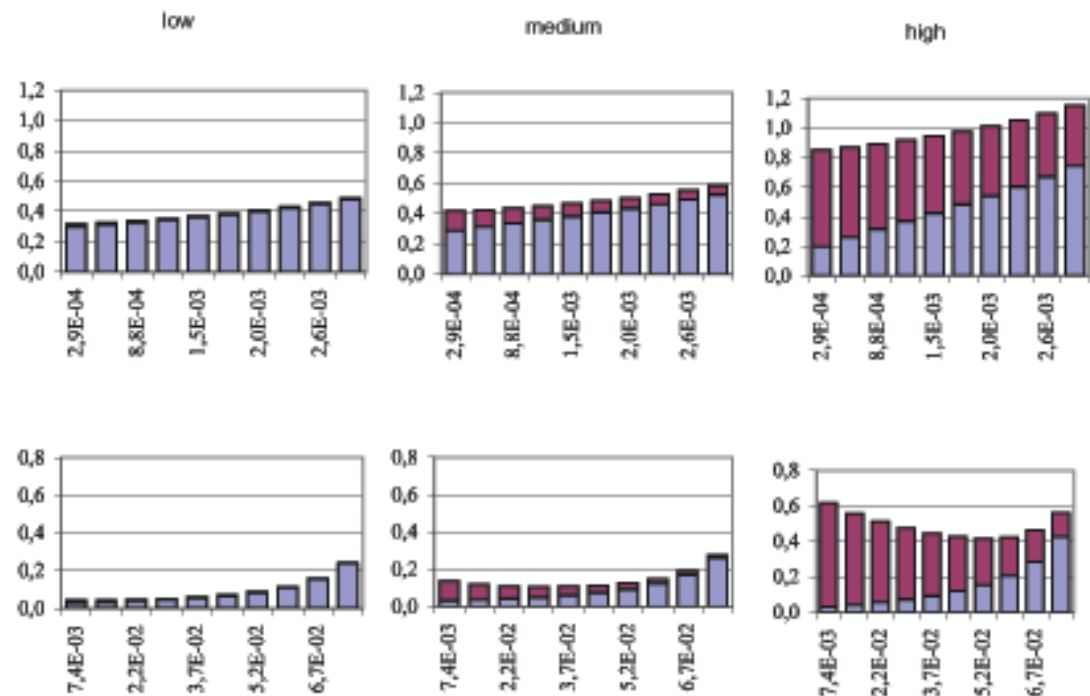 low
medium
high
1,2
1,0
0,8
0,6
0,4
0,2
0,0
2,9E-04
8,8E-04
1,5E-03
2,0E-03
2,6E-03
1,2
1,0
0,8
0,6
0,4
0,2
0,0
2,9E-04
8,8E-04
1,5E-03
2,0E-03
2,6E-03
1,2
1,0
0,8
0,6
0,4
0,2
0,0
2,9E-04
8,8E-04
1,5E-03
2,0E-03
2,6E-03
0,8
0,6
0,4
0,2
0,0
7,4E-03
2,2E-02
3,7E-02
5,2E-02
6,7E-02
0,8
0,6
0,4
0,2
0,0
7,4E-03
2,2E-02
3,7E-02
5,2E-02
6,7E-02
0,8
0,6
0,4
0,2
0,0
7,4E-03
2,2E-02
3,7E-02
5,2E-02
6,7E-02